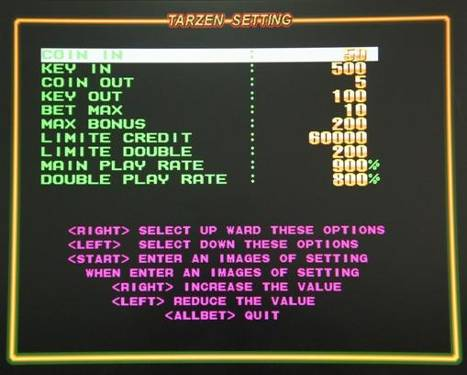 TARZEN SETTING
COIN IN : 50
KEY IN : 500
COIN OUT : 5
KEY OUT : 100
BET MAX : 10
MAX BONUS : 200
LIMITE CREDIT : 60000
LIMITE DOUBLE : 200
MAIN PLAY RATE : 900%
DOUBLE PLAY RATE : 800%
<RIGHT> SELECT UP WARD THESE OPTIONS
<LEFT> SELECT DOWN THESE OPTIONS
<START> ENTER AN IMAGES OF SETTING
WHEN ENTER AN IMAGES OF SETTING
<RIGHT> INCREASE THE VALUE
<LEFT> REDUCE THE VALUE
<ALLBET> QUIT